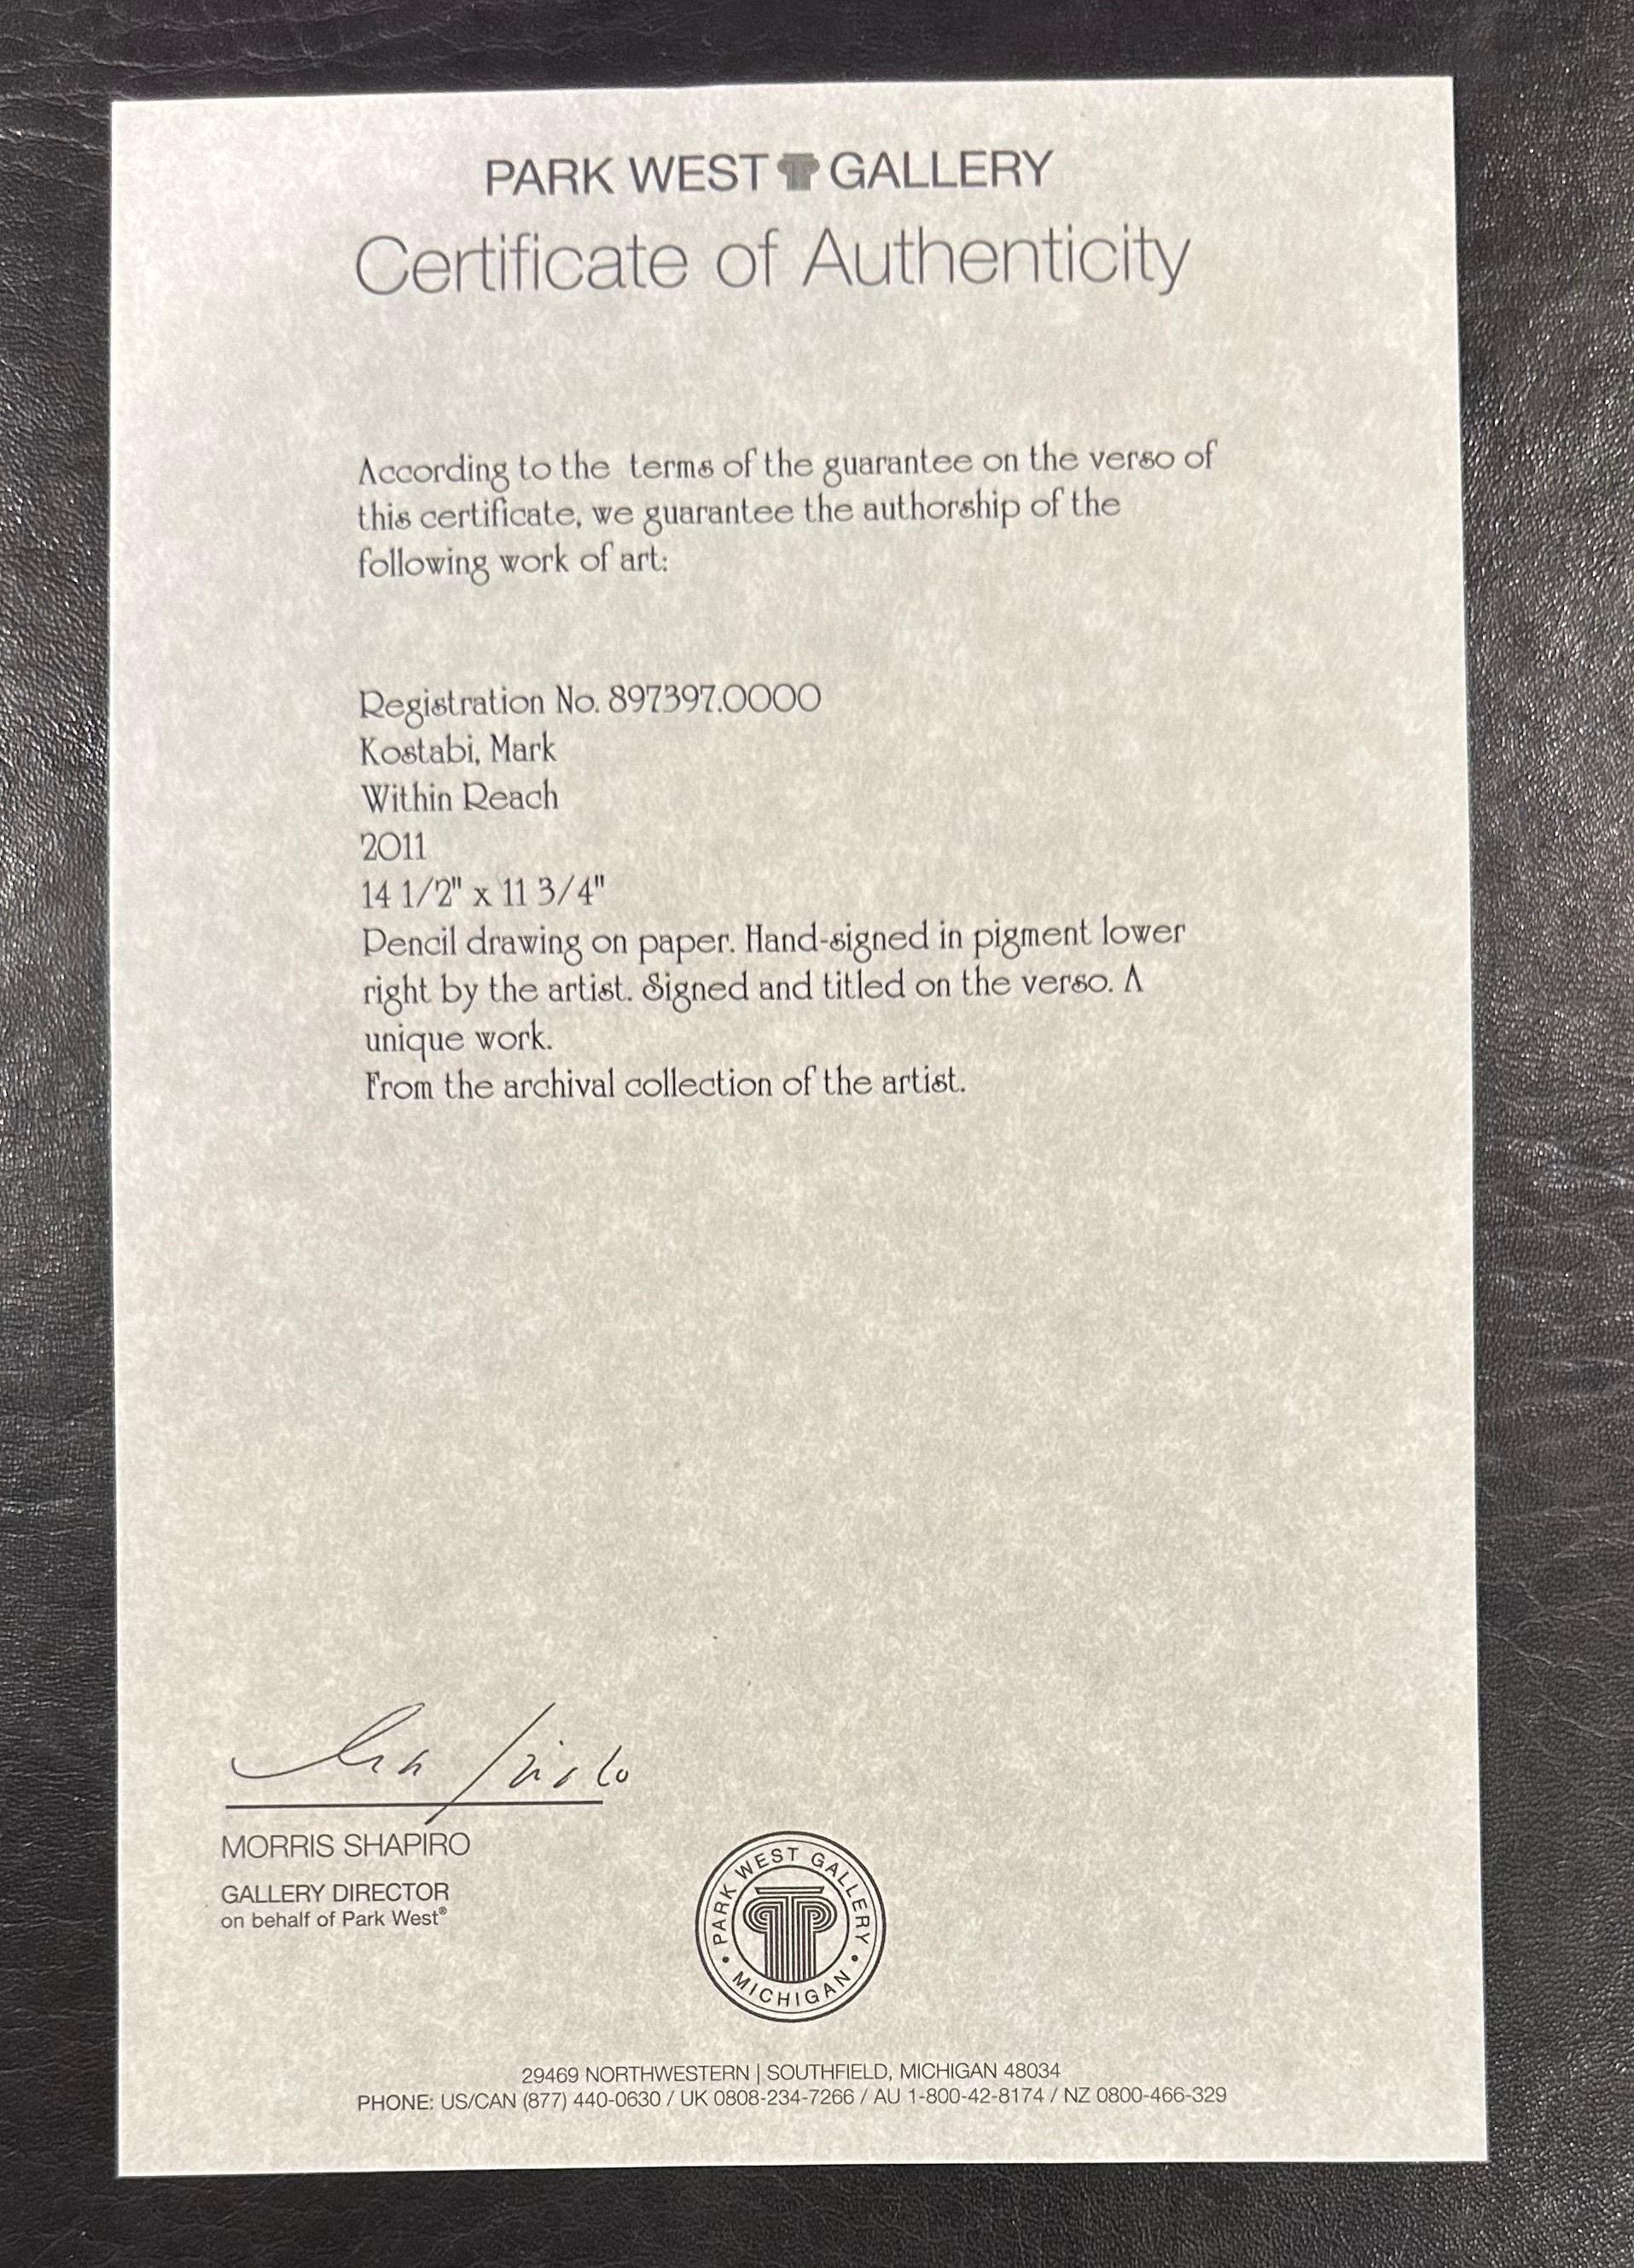 PARK WEST GALLERY
Certificate of Authenticity
According to the terms of the guarantee on the verso of
this certificate, we guarantee the authorship of the
following work of art:
Registration No. 897397.0000
Kostabi, Mark
Within Reach
2011
14 1/2" x 11 3/4"
Pencil drawing on paper. Hand-signed in pigment lower
right by the artist. Signed and titled on the verso. A
unique work.
From the archival collection of the artist.
MORRIS SHAPIRO
GALLERY DIRECTOR
on behalf of Park West®
PARK WEST GALLERY
• MICHIGAN •
29469 NORTHWESTERN | SOUTHFIELD, MICHIGAN 48034
PHONE: US/CAN (877) 440-0630 / UK 0808-234-7266 / AU 1-800-42-8174 / NZ 0800-466-329